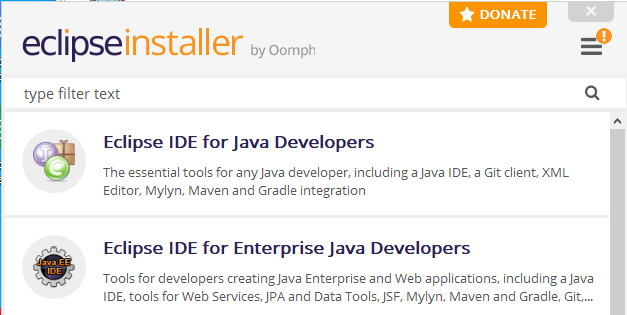 DONATE
eclipseinstaller by Oomph
type filter text
Eclipse IDE for Java Developers
The essential tools for any Java developer, including a Java IDE, a Git client, XML
Editor, Mylyn, Maven and Gradle integration
Java EE
IDE
Eclipse IDE for Enterprise Java Developers
Tools for developers creating Java Enterprise and Web applications, including a Java
IDE, tools for Web Services, JPA and Data Tools, JSF, Mylyn, Maven and Gradle, Git,...